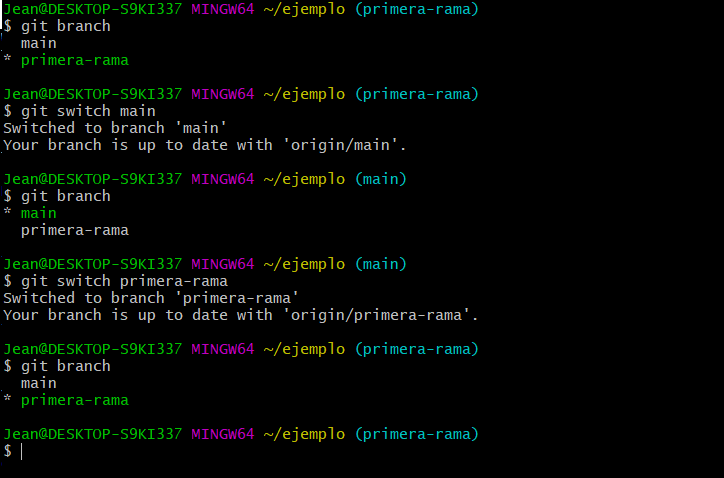 Jean@DESKTOP-S9KI337 MINGW64 ~/ejemplo (primera-rama)
$ git branch
  main
* primera-rama

Jean@DESKTOP-S9KI337 MINGW64 ~/ejemplo (primera-rama)
$ git switch main
Switched to branch 'main'
Your branch is up to date with 'origin/main'.

Jean@DESKTOP-S9KI337 MINGW64 ~/ejemplo (main)
$ git branch
* main
  primera-rama

Jean@DESKTOP-S9KI337 MINGW64 ~/ejemplo (main)
$ git switch primera-rama
Switched to branch 'primera-rama'
Your branch is up to date with 'origin/primera-rama'.

Jean@DESKTOP-S9KI337 MINGW64 ~/ejemplo (primera-rama)
$ git branch
  main
* primera-rama

Jean@DESKTOP-S9KI337 MINGW64 ~/ejemplo (primera-rama)
$